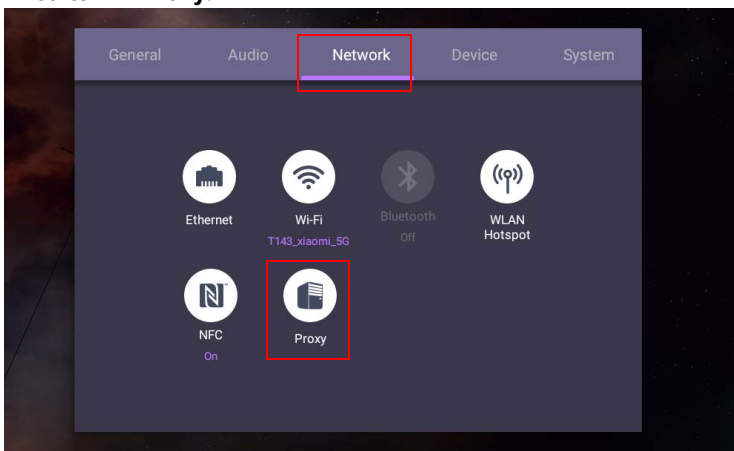 General Audio Network Device System
Ethernet Wi-Fi Bluetooth WLAN
T143_xiaomi_5G Off Hotspot
NFC Proxy
On